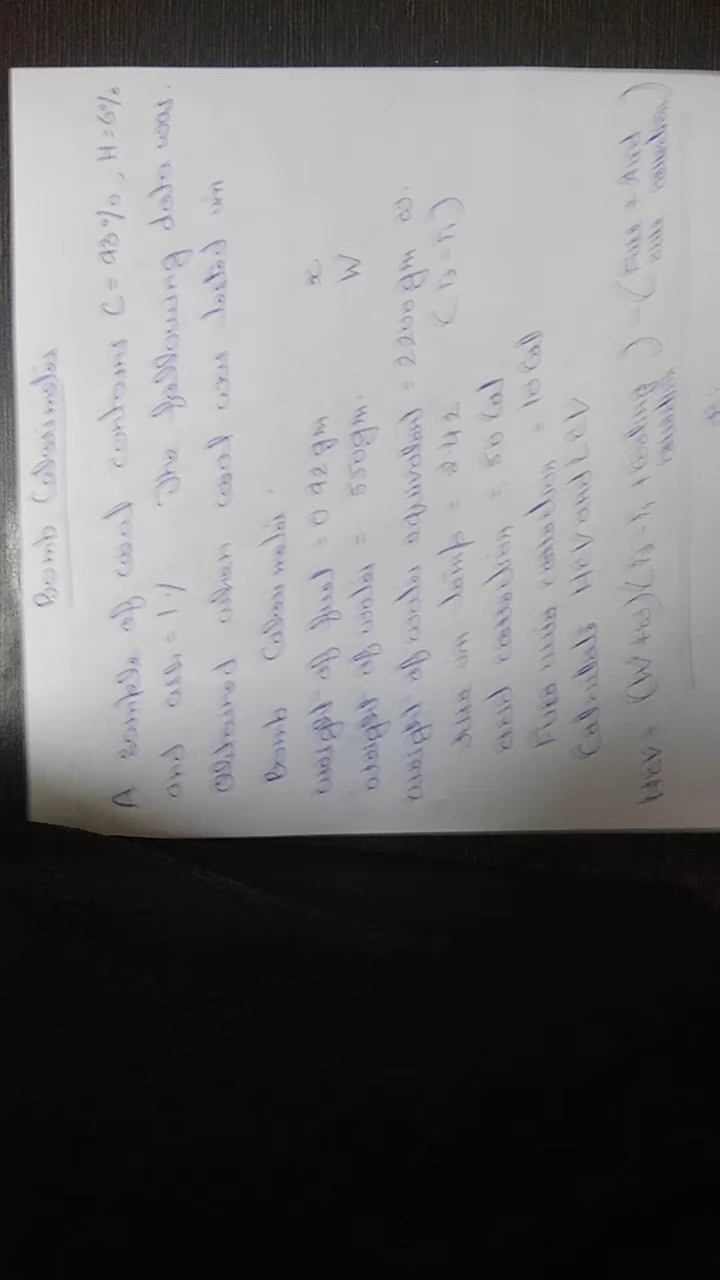 Bomb Calorimeter
A sample of coal contains C = 93%, H = 6%
and ash = 1% The following data was
Obtained when coal was tested in
Bomb Calorimeter.
weight of fuel = 0.92 gm x
weight of water = 550 gm. W
weight of water equivalent = 2200 gm w.
rise in temp = 2.42 (T2 - T1)
acid correction = 50 Cal
Fuse wire correction = 10 Cal
Calculate HCV and LCV
HCV = (W + w)(T2 - T1 + Cooling correction) - (Fuse wire + Acid correction)
x